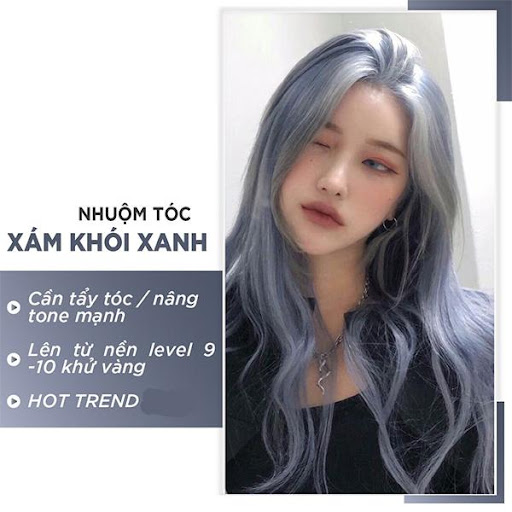 NHUỘM TÓC
XÁM KHÓI XANH
Cần tẩy tóc / nâng
tone mạnh
Lên từ nền level 9
-10 khử vàng
HOT TREND